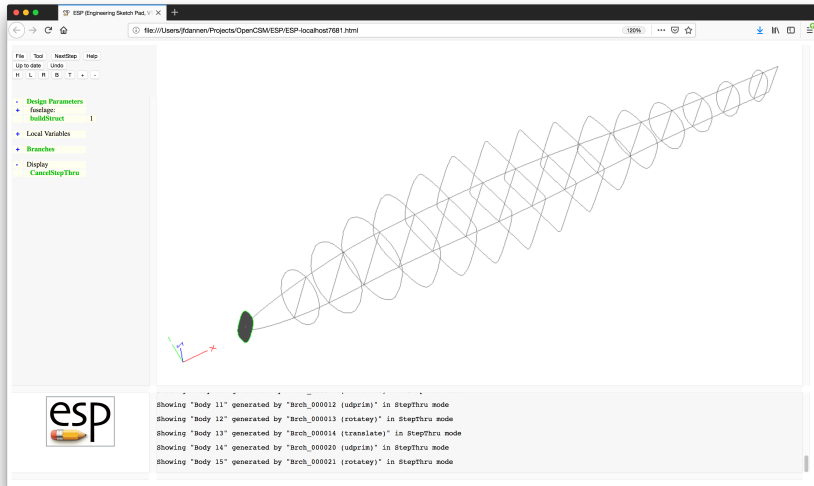 ESP (Engineering Sketch Pad, V
file:///Users/jfdannen/Projects/OpenCSM/ESP/ESP-localhost7681.html
120%
File Tool NextStep Help
Up to date Undo
H L R B T + -
- Design Parameters
+ fuselage:
buildStruct 1
+ Local Variables
+ Branches
- Display
CancelStepThru
X
esp
Showing "Body 11" generated by "Brch_000012 (udprim)" in StepThru mode
Showing "Body 12" generated by "Brch_000013 (rotatey)" in StepThru mode
Showing "Body 13" generated by "Brch_000014 (translate)" in StepThru mode
Showing "Body 14" generated by "Brch_000020 (udprim)" in StepThru mode
Showing "Body 15" generated by "Brch_000021 (rotatey)" in StepThru mode